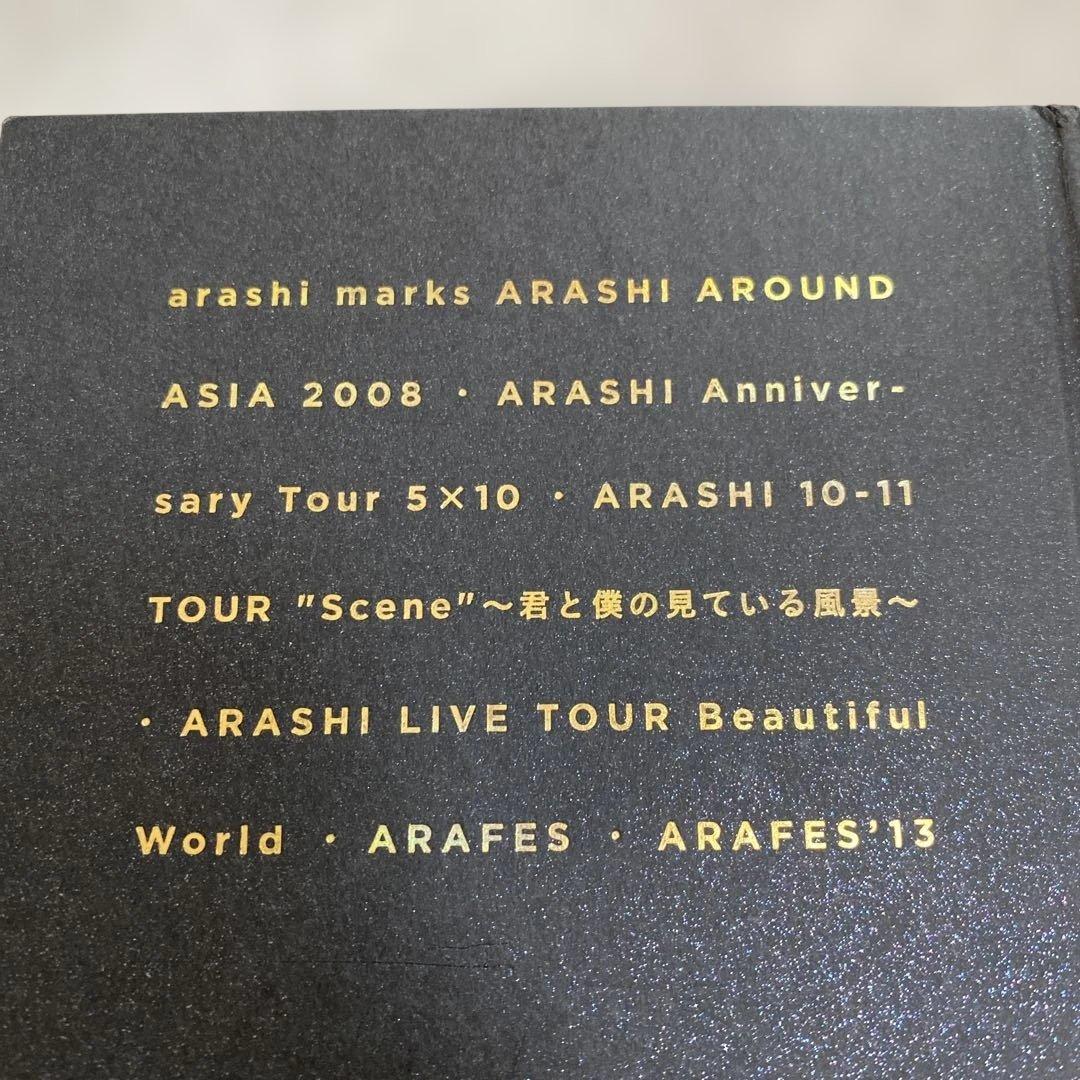 arashi marks ARASHI AROUND
ASIA 2008 · ARASHI Anniver-
sary Tour 5×10 · ARASHI 10-11
TOUR "Scene"～君と僕の見ている風景～
· ARASHI LIVE TOUR Beautiful
World · ARAFES · ARAFES’13